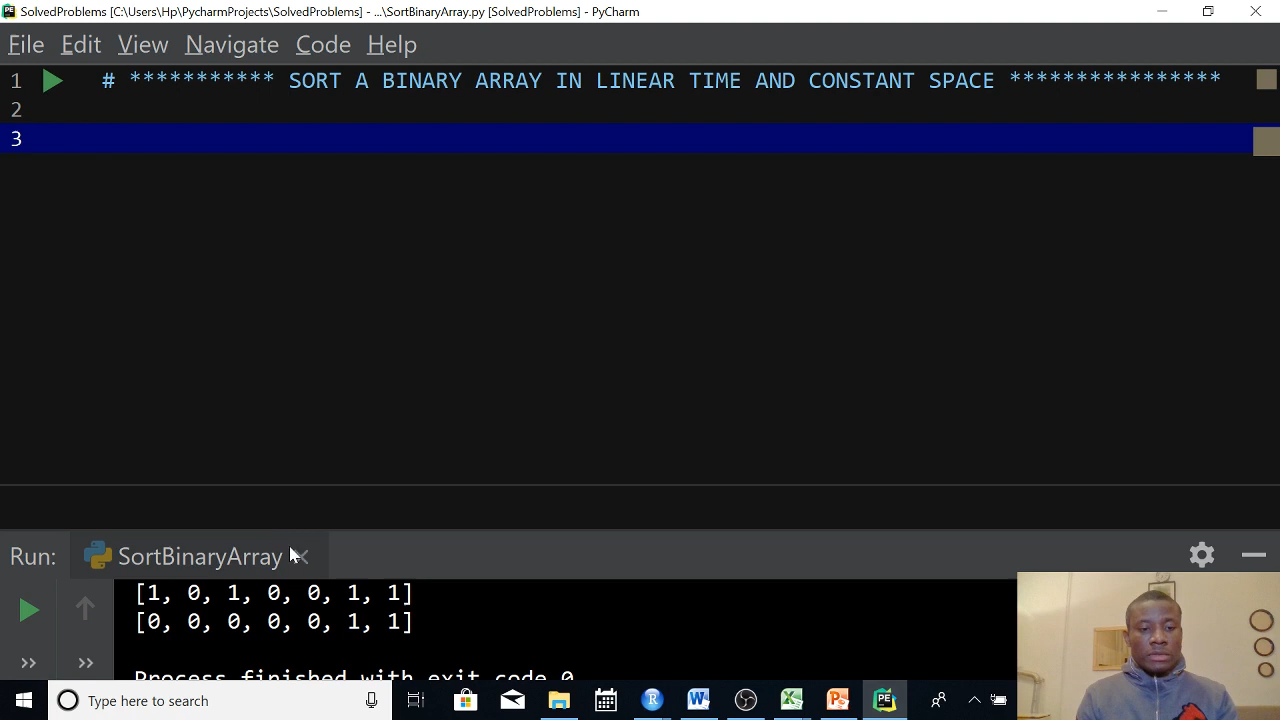 SolvedProblems [C:\Users\Hp\PycharmProjects\SolvedProblems] - ...\SortBinaryArray.py [SolvedProblems] - PyCharm
File Edit View Navigate Code Help
1 # *********** SORT A BINARY ARRAY IN LINEAR TIME AND CONSTANT SPACE ****************
2
3
Run: SortBinaryArray
[1, 0, 1, 0, 0, 1, 1]
[0, 0, 0, 0, 0, 1, 1]
Process finished with exit code 0
Type here to search